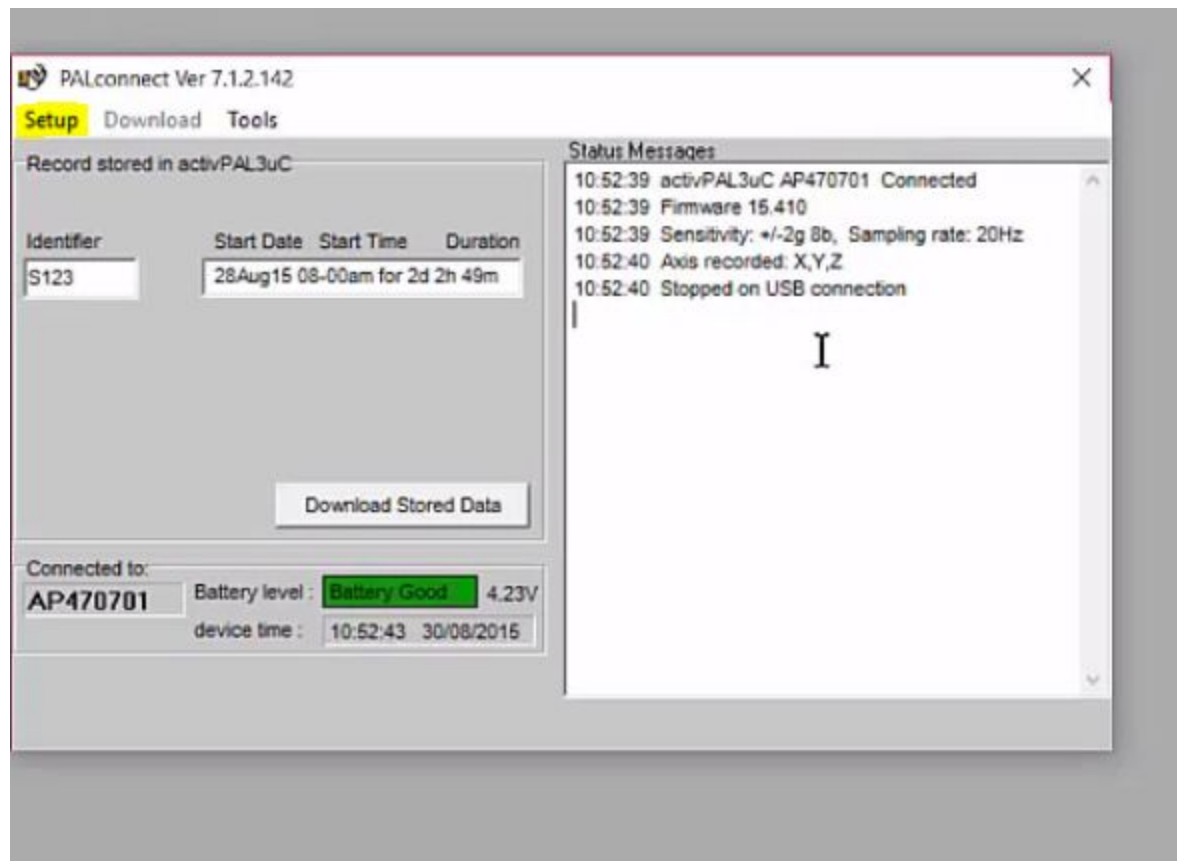 PALconnect Ver 7.1.2.142
Setup Download Tools
Record stored in activPAL3uC
Identifier Start Date Start Time Duration
S123 28Aug15 08-00am for 2d 2h 49m
Download Stored Data
Connected to:
AP470701
Battery level : Battery Good 4.23V
device time : 10:52:43 30/08/2015
Status Messages
10:52:39 activPAL3uC AP470701 Connected
10:52:39 Firmware 15.410
10:52:39 Sensitivity: +/-2g 8b, Sampling rate: 20Hz
10:52:40 Axis recorded: X,Y,Z
10:52:40 Stopped on USB connection